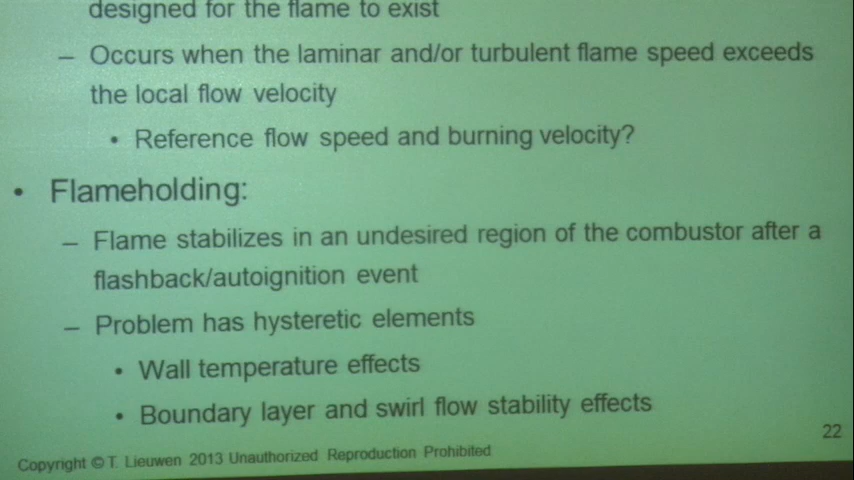 designed for the flame to exist
– Occurs when the laminar and/or turbulent flame speed exceeds
the local flow velocity
• Reference flow speed and burning velocity?
• Flameholding:
– Flame stabilizes in an undesired region of the combustor after a
flashback/autoignition event
– Problem has hysteretic elements
• Wall temperature effects
• Boundary layer and swirl flow stability effects
22
Copyright © T. Lieuwen 2013 Unauthorized Reproduction Prohibited